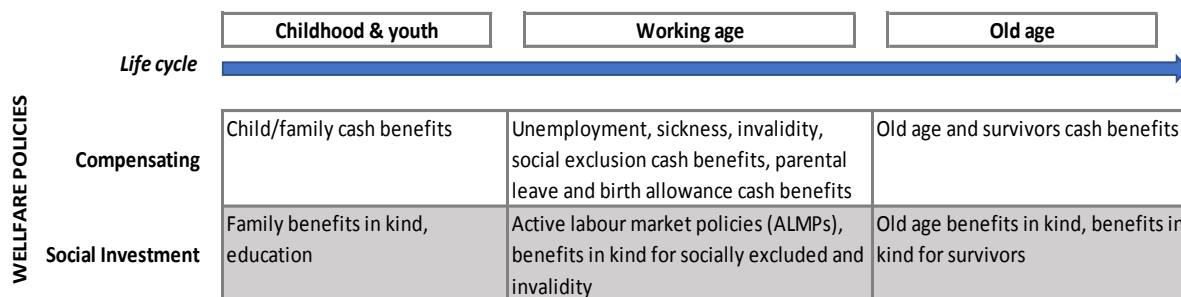 Childhood & youth
Working age
Old age
Life cycle
WELLFARE POLICIES
Compensating
Child/family cash benefits
Unemployment, sickness, invalidity,
social exclusion cash benefits, parental
leave and birth allowance cash benefits
Old age and survivors cash benefits
Social Investment
Family benefits in kind,
education
Active labour market policies (ALMPs),
benefits in kind for socially excluded and
invalidity
Old age benefits in kind, benefits in
kind for survivors